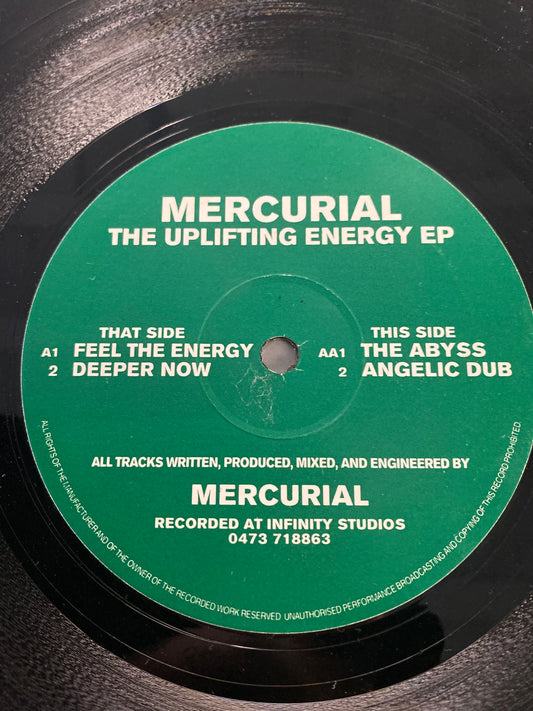 MERCURIAL
THE UPLIFTING ENERGY EP
THAT SIDE
A1 FEEL THE ENERGY
2 DEEPER NOW
THIS SIDE
AA1 THE ABYSS
2 ANGELIC DUB
ALL TRACKS WRITTEN, PRODUCED, MIXED, AND ENGINEERED BY
MERCURIAL
RECORDED AT INFINITY STUDIOS
0473 718863
ALL RIGHTS OF THE MANUFACTURER AND OF THE OWNER OF THE RECORDED WORK RESERVED UNAUTHORISED PERFORMANCE BROADCASTING AND COPYING OF THIS RECORD PROHIBITED